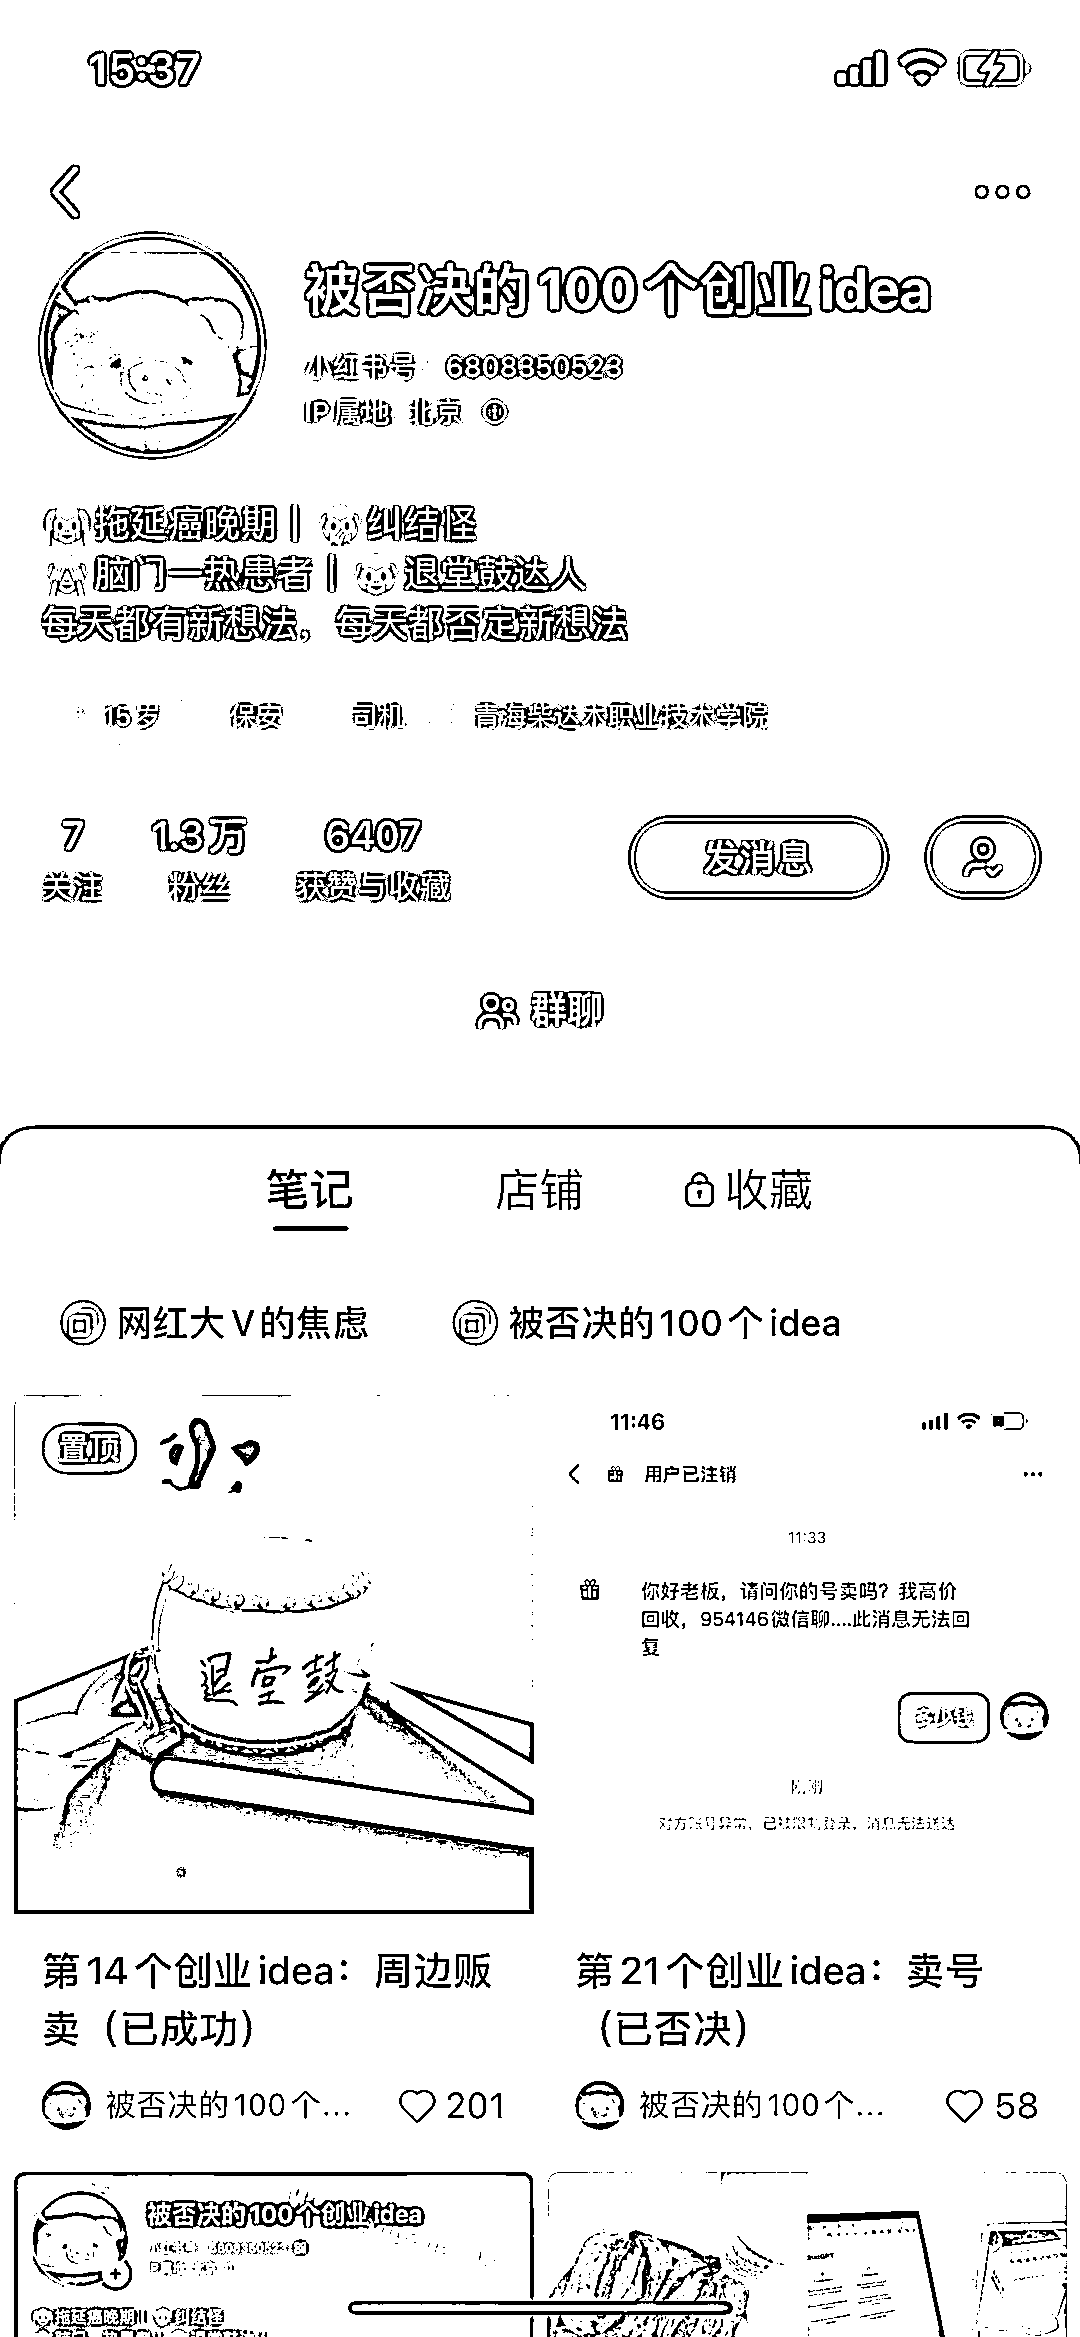 15:37
被否决的100个创业idea
小红书号 6808350523
IP属地 北京
拖延癌晚期| 纠结怪
脑门一热患者| 退堂鼓达人
每天都有新想法，每天都否定新想法
15岁 保安 司机 青海柴达木职业技术学院
7 1.3万 6407
关注 粉丝 获赞与收藏
发消息
群聊
笔记 店铺 收藏
网红大V的焦虑 被否决的100个idea
置顶
退堂鼓
11:46
用户已注销
11:33
你好老板，请问你的号卖吗？我高价
回收，954146微信聊....此消息无法回
复
多少钱
刚刚
对方账号异常，已被限制登录，消息无法送达
第14个创业idea：周边贩
卖（已成功）
被否决的100个... 201
第21个创业idea：卖号
（已否决）
被否决的100个... 58
被否决的100个创业idea
拖延癌晚期|| 纠结怪